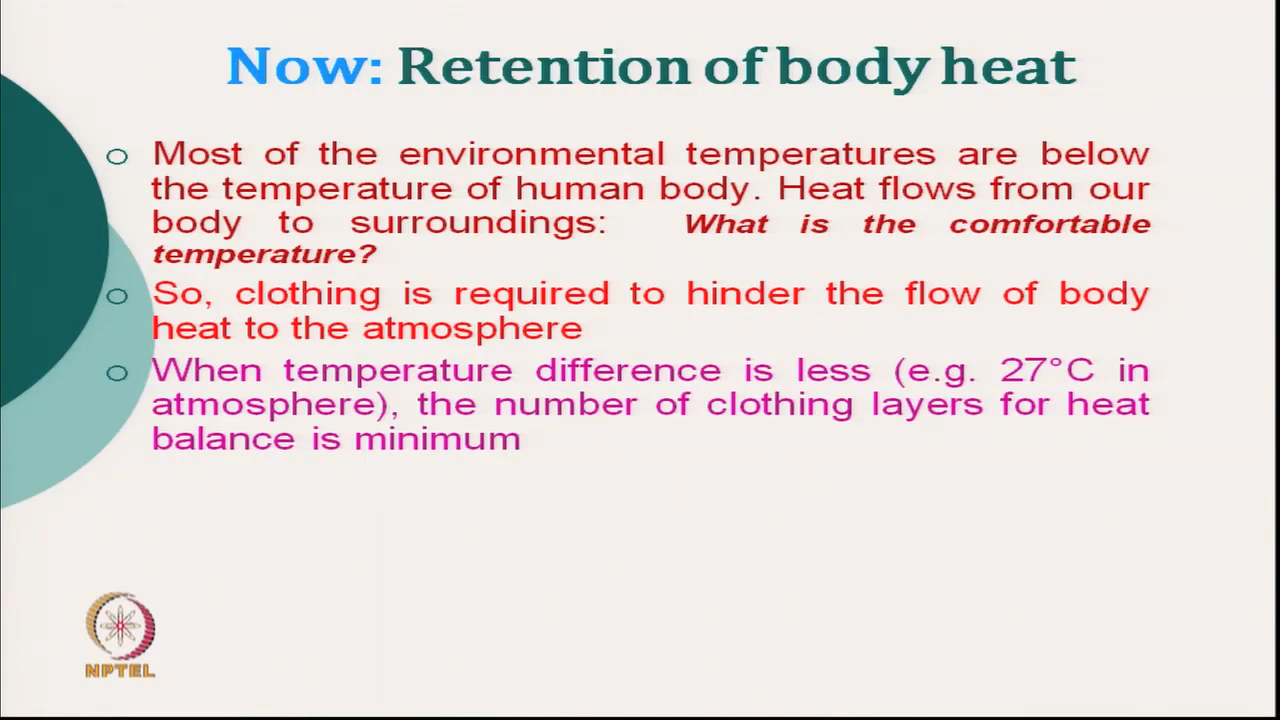 Now: Retention of body heat
Most of the environmental temperatures are below
the temperature of human body. Heat flows from our
body to surroundings: What is the comfortable
temperature?
So, clothing is required to hinder the flow of body
heat to the atmosphere
When temperature difference is less (e.g. 27°C in
atmosphere), the number of clothing layers for heat
balance is minimum
NPTEL